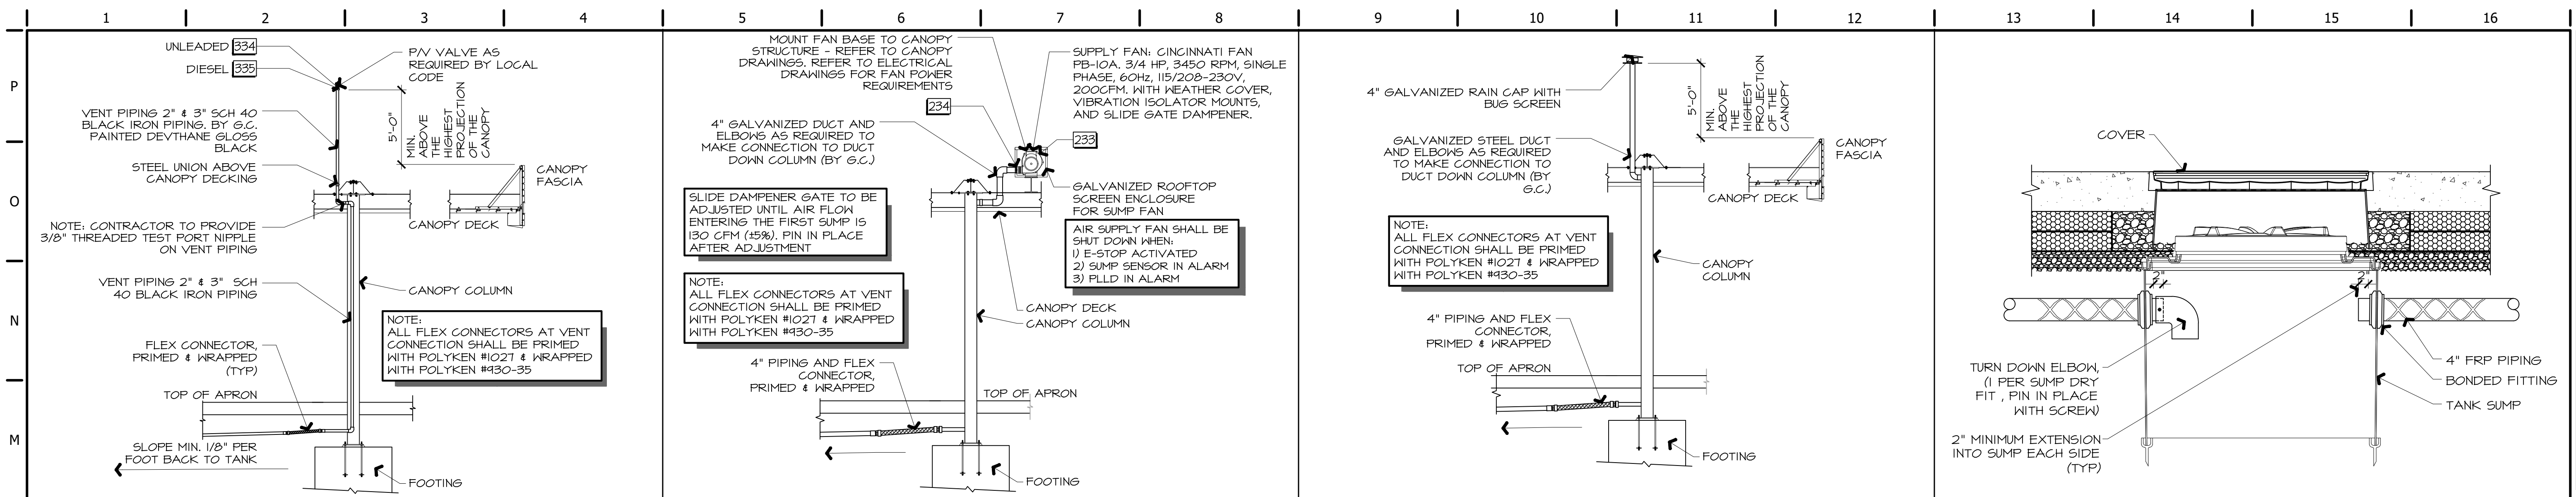 1
2
3
4
5
6
7
8
9
10
11
12
13
14
15
16
P
O
N
M
UNLEADED 334
DIESEL 335
P/V VALVE AS
REQUIRED BY LOCAL
CODE
VENT PIPING 2" & 3" SCH 40
BLACK IRON PIPING. BY G.C.
PAINTED DEVTHANE GLOSS
BLACK
5'-0"
MIN.
ABOVE
THE
HIGHEST
PROJECTION
OF THE
CANOPY
STEEL UNION ABOVE
CANOPY DECKING
CANOPY
FASCIA
CANOPY DECK
NOTE: CONTRACTOR TO PROVIDE
3/8" THREADED TEST PORT NIPPLE
ON VENT PIPING
VENT PIPING 2" & 3" SCH
40 BLACK IRON PIPING
CANOPY COLUMN
NOTE:
ALL FLEX CONNECTORS AT VENT
CONNECTION SHALL BE PRIMED
WITH POLYKEN #1027 & WRAPPED
WITH POLYKEN #930-35
FLEX CONNECTOR,
PRIMED & WRAPPED
(TYP)
TOP OF APRON
SLOPE MIN. 1/8" PER
FOOT BACK TO TANK
FOOTING
MOUNT FAN BASE TO CANOPY
STRUCTURE - REFER TO CANOPY
DRAWINGS. REFER TO ELECTRICAL
DRAWINGS FOR FAN POWER
REQUIREMENTS
234
SUPPLY FAN: CINCINNATI FAN
PB-10A. 3/4 HP, 3450 RPM, SINGLE
PHASE, 60Hz, 115/208-230V,
200CFM. WITH WEATHER COVER,
VIBRATION ISOLATOR MOUNTS,
AND SLIDE GATE DAMPENER.
233
4" GALVANIZED DUCT AND
ELBOWS AS REQUIRED TO
MAKE CONNECTION TO DUCT
DOWN COLUMN (BY G.C.)
GALVANIZED ROOFTOP
SCREEN ENCLOSURE
FOR SUMP FAN
SLIDE DAMPENER GATE TO BE
ADJUSTED UNTIL AIR FLOW
ENTERING THE FIRST SUMP IS
130 CFM (±5%). PIN IN PLACE
AFTER ADJUSTMENT
AIR SUPPLY FAN SHALL BE
SHUT DOWN WHEN:
1) E-STOP ACTIVATED
2) SUMP SENSOR IN ALARM
3) PLLD IN ALARM
NOTE:
ALL FLEX CONNECTORS AT VENT
CONNECTION SHALL BE PRIMED
WITH POLYKEN #1027 & WRAPPED
WITH POLYKEN #930-35
CANOPY DECK
CANOPY COLUMN
4" PIPING AND FLEX
CONNECTOR,
PRIMED & WRAPPED
TOP OF APRON
FOOTING
4" GALVANIZED RAIN CAP WITH
BUG SCREEN
5'-0"
MIN.
ABOVE
THE
HIGHEST
PROJECTION
OF THE
CANOPY
GALVANIZED STEEL DUCT
AND ELBOWS AS REQUIRED
TO MAKE CONNECTION TO
DUCT DOWN COLUMN (BY
G.C.)
CANOPY
FASCIA
CANOPY DECK
NOTE:
ALL FLEX CONNECTORS AT VENT
CONNECTION SHALL BE PRIMED
WITH POLYKEN #1027 & WRAPPED
WITH POLYKEN #930-35
CANOPY
COLUMN
4" PIPING AND FLEX
CONNECTOR,
PRIMED & WRAPPED
TOP OF APRON
FOOTING
COVER
2"
2"
TURN DOWN ELBOW,
(1 PER SUMP DRY
FIT , PIN IN PLACE
WITH SCREW)
4" FRP PIPING
BONDED FITTING
TANK SUMP
2" MINIMUM EXTENSION
INTO SUMP EACH SIDE
(TYP)